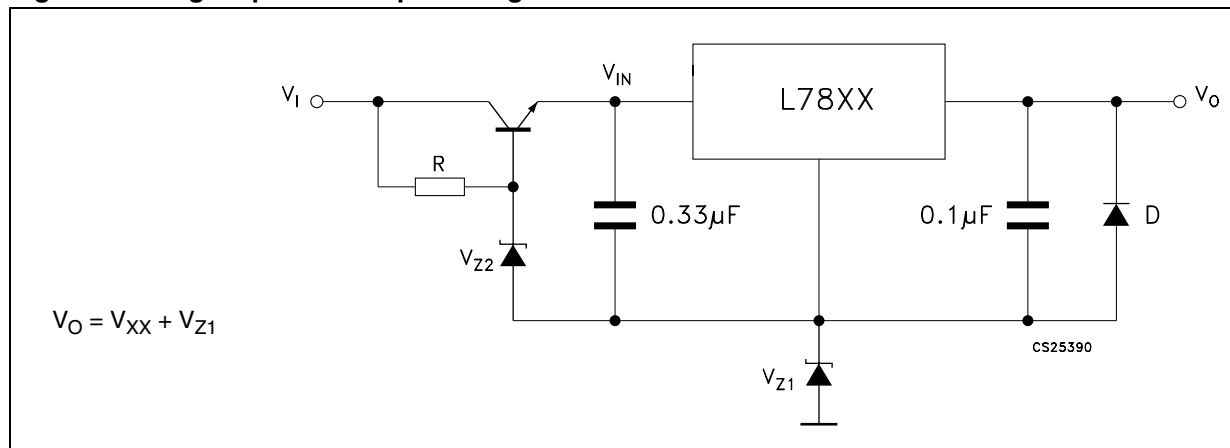 V_I
V_IN
L78XX
V_O
R
0.33µF
0.1µF
D
V_Z2
V_O = V_XX + V_Z1
CS25390
V_Z1